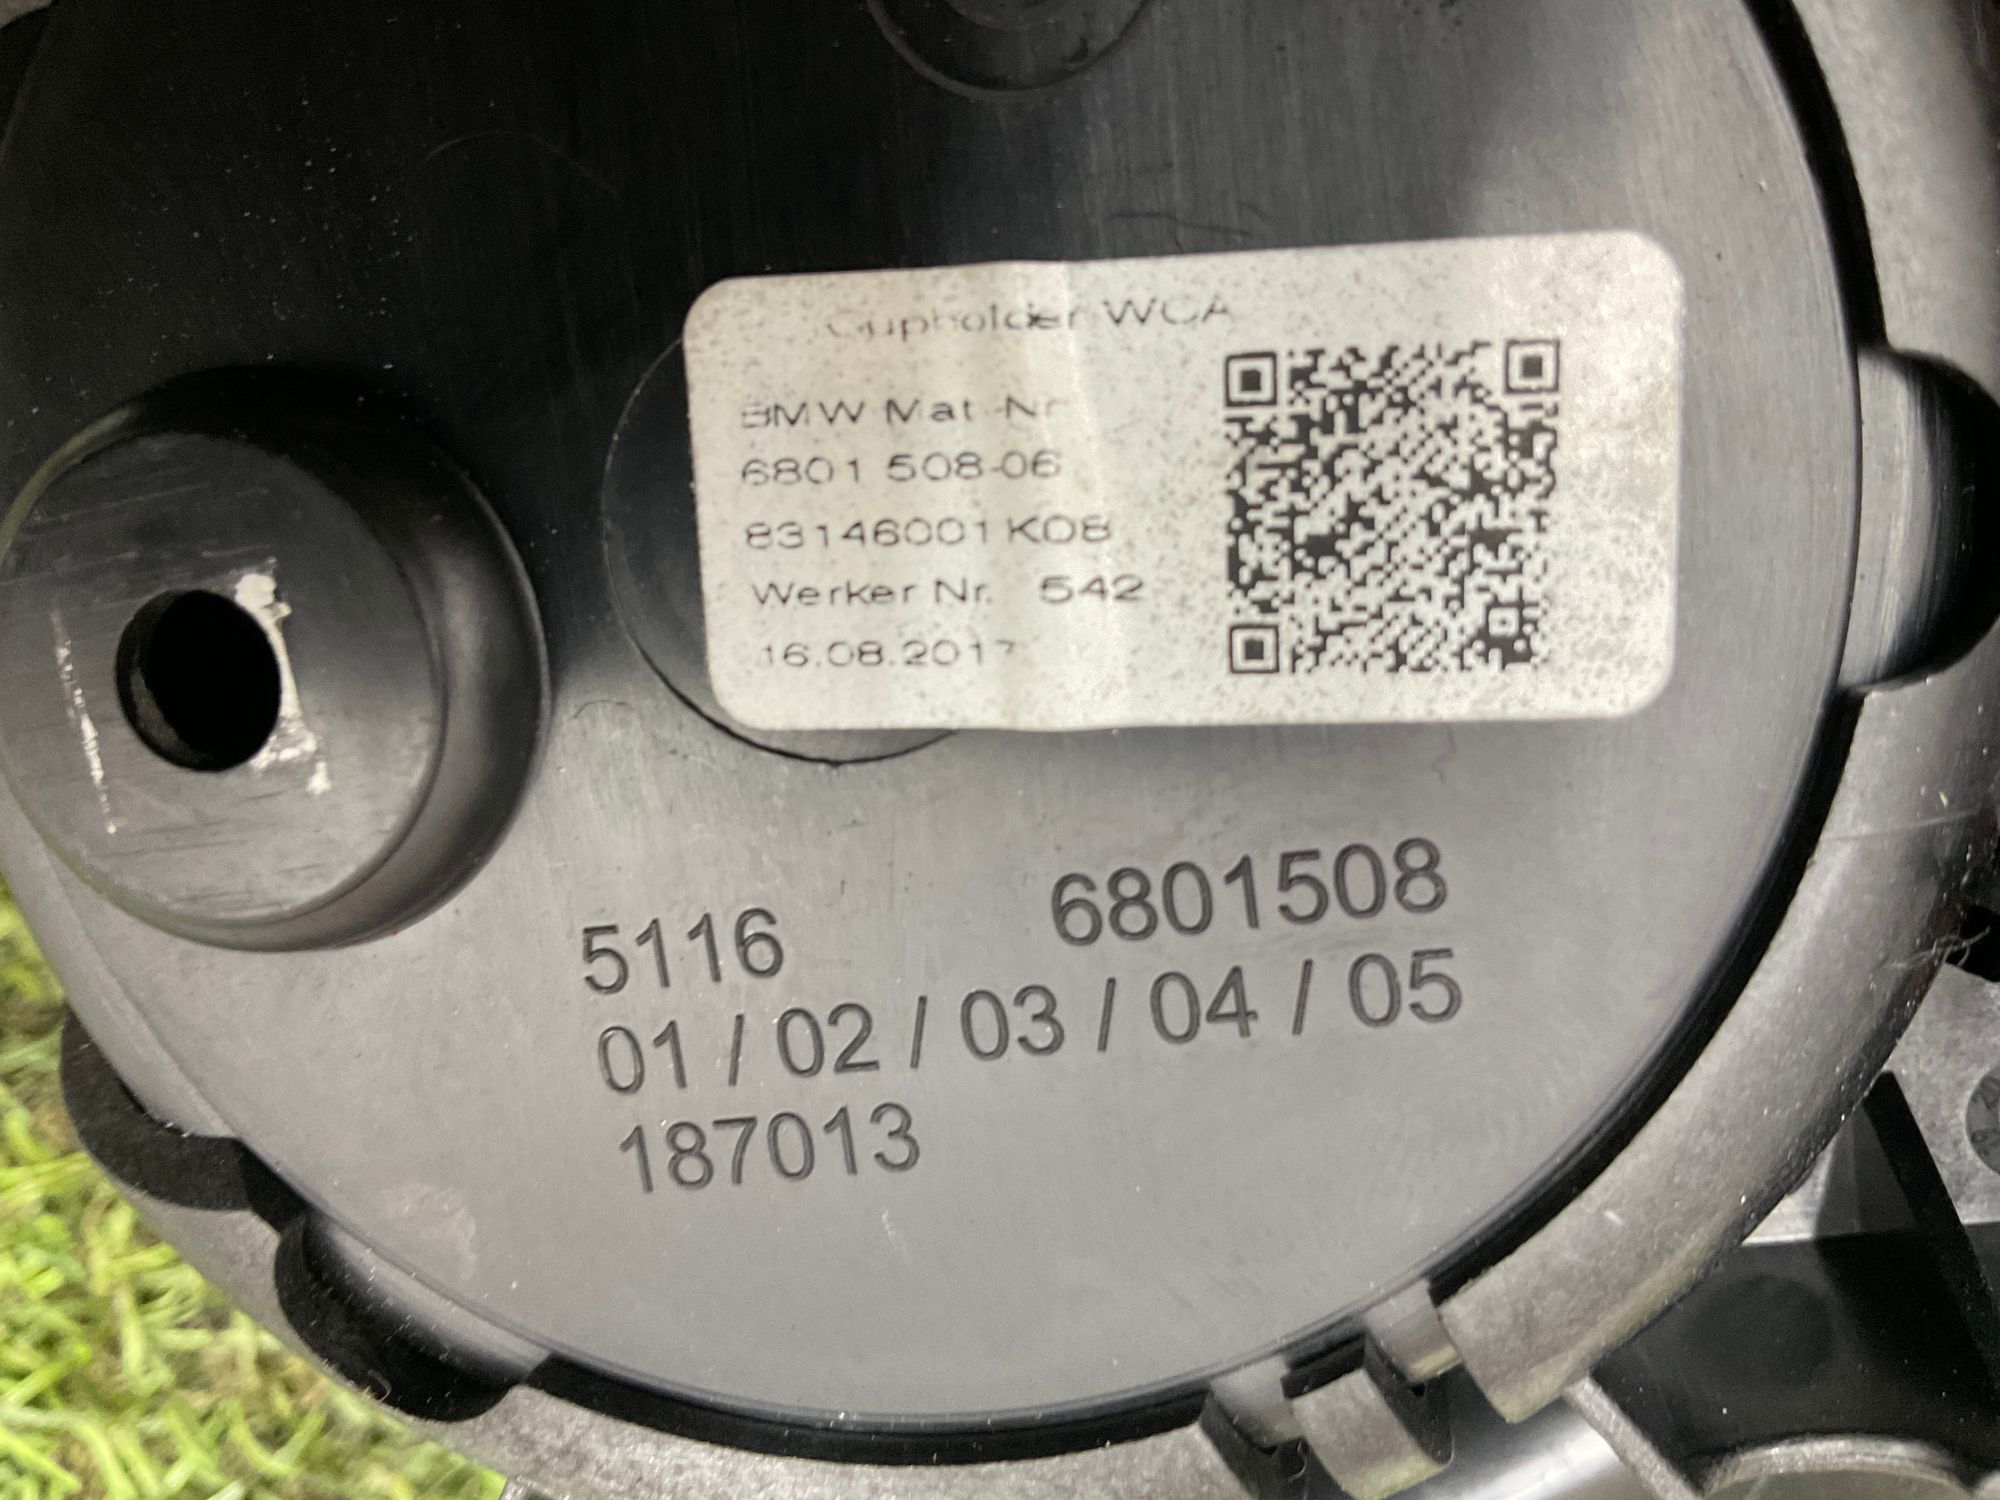 Cupholder WCA
BMW Mat.-Nr.
6801 508-06
83146001K08
Werker Nr. 542
16.08.2017
5116 6801508
01 / 02 / 03 / 04 / 05
187013